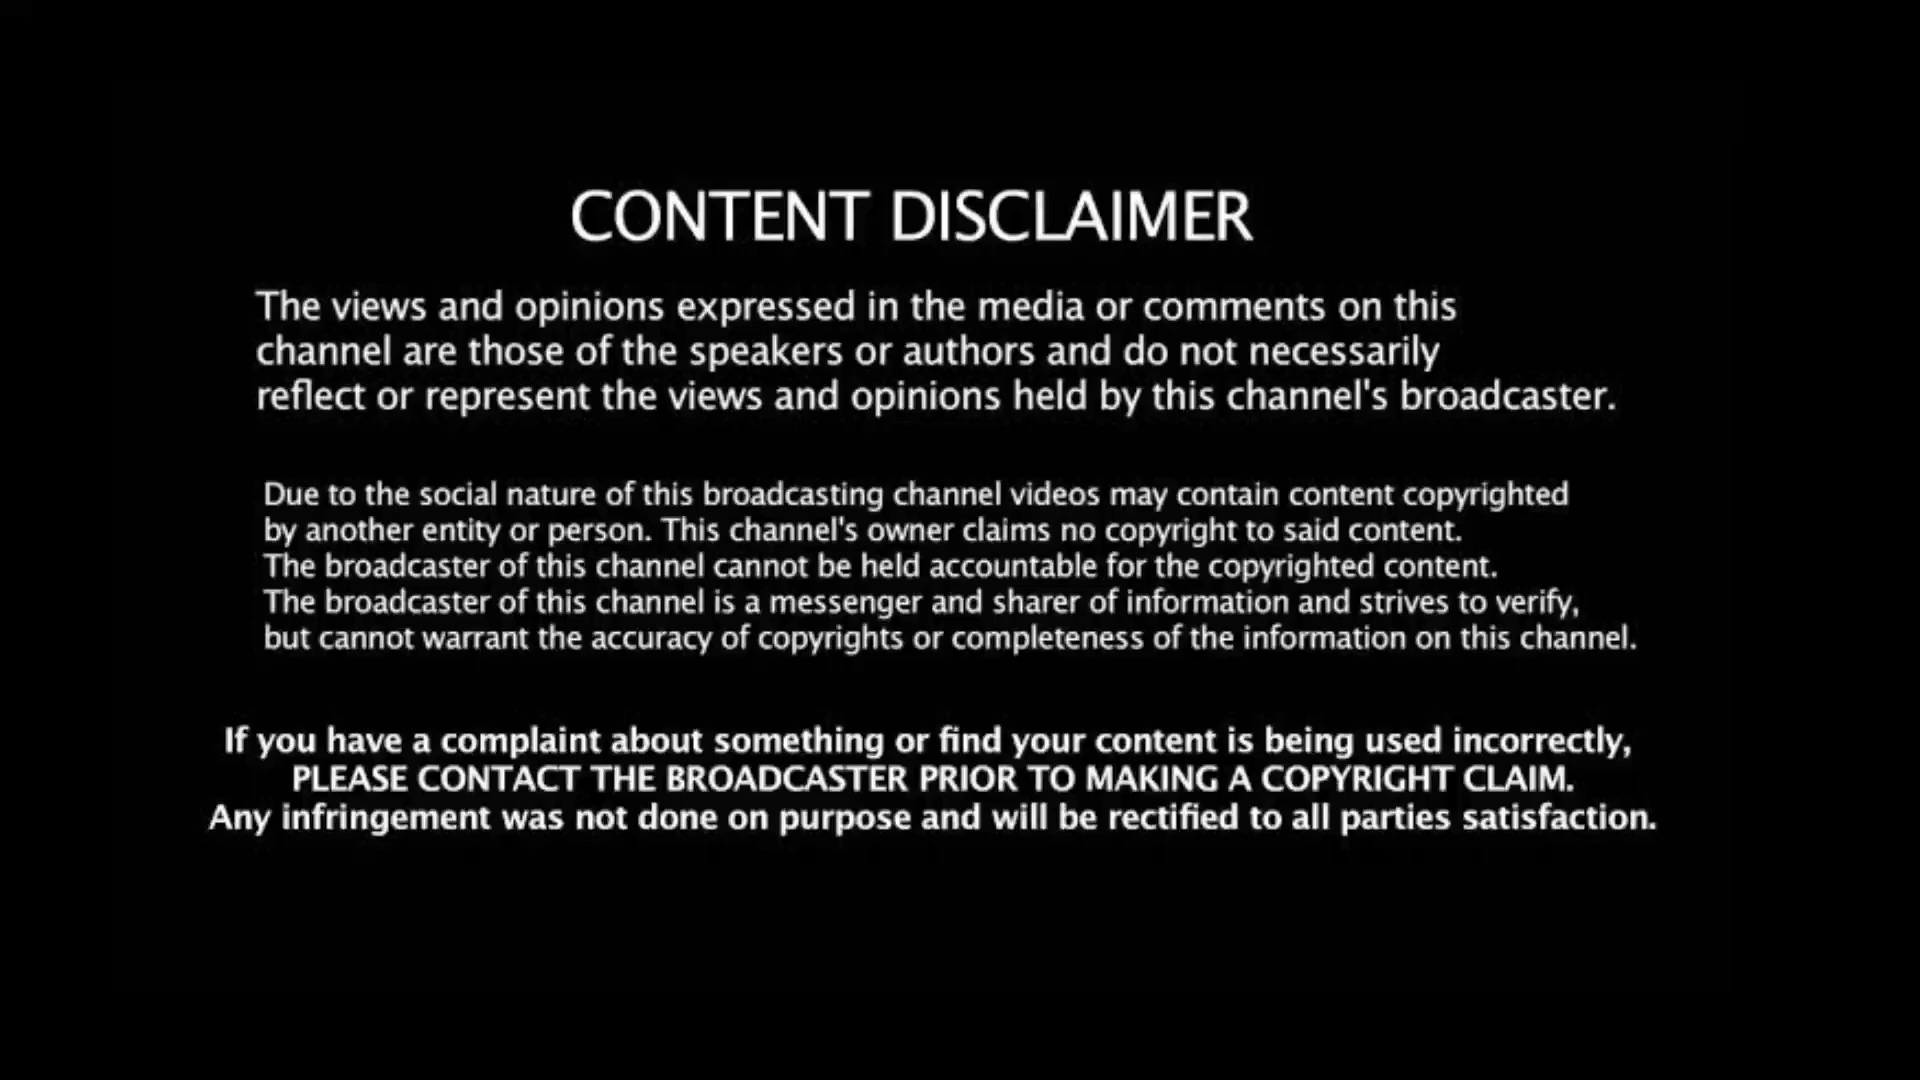 CONTENT DISCLAIMER
The views and opinions expressed in the media or comments on this
channel are those of the speakers or authors and do not necessarily
reflect or represent the views and opinions held by this channel's broadcaster.
Due to the social nature of this broadcasting channel videos may contain content copyrighted
by another entity or person. This channel's owner claims no copyright to said content.
The broadcaster of this channel cannot be held accountable for the copyrighted content.
The broadcaster of this channel is a messenger and sharer of information and strives to verify,
but cannot warrant the accuracy of copyrights or completeness of the information on this channel.
If you have a complaint about something or find your content is being used incorrectly,
PLEASE CONTACT THE BROADCASTER PRIOR TO MAKING A COPYRIGHT CLAIM.
Any infringement was not done on purpose and will be rectified to all parties satisfaction.